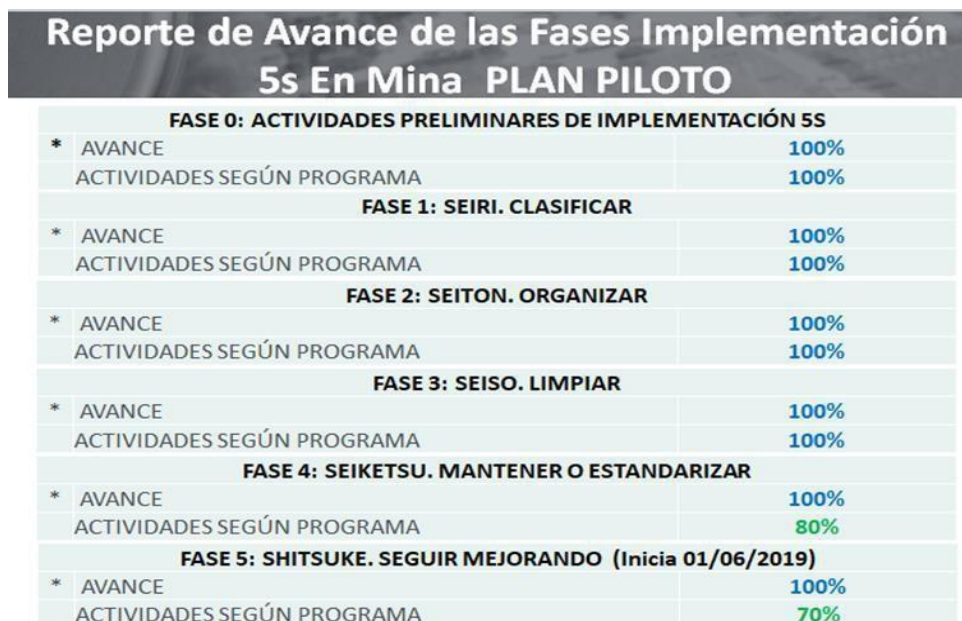 Reporte de Avance de las Fases Implementación
5s En Mina PLAN PILOTO
FASE 0: ACTIVIDADES PRELIMINARES DE IMPLEMENTACIÓN 5S
* AVANCE 100%
ACTIVIDADES SEGÚN PROGRAMA 100%
FASE 1: SEIRI. CLASIFICAR
* AVANCE 100%
ACTIVIDADES SEGÚN PROGRAMA 100%
FASE 2: SEITON. ORGANIZAR
* AVANCE 100%
ACTIVIDADES SEGÚN PROGRAMA 100%
FASE 3: SEISO. LIMPIAR
* AVANCE 100%
ACTIVIDADES SEGÚN PROGRAMA 100%
FASE 4: SEIKETSU. MANTENER O ESTANDARIZAR
* AVANCE 100%
ACTIVIDADES SEGÚN PROGRAMA 80%
FASE 5: SHITSUKE. SEGUIR MEJORANDO (Inicia 01/06/2019)
* AVANCE 100%
ACTIVIDADES SEGÚN PROGRAMA 70%